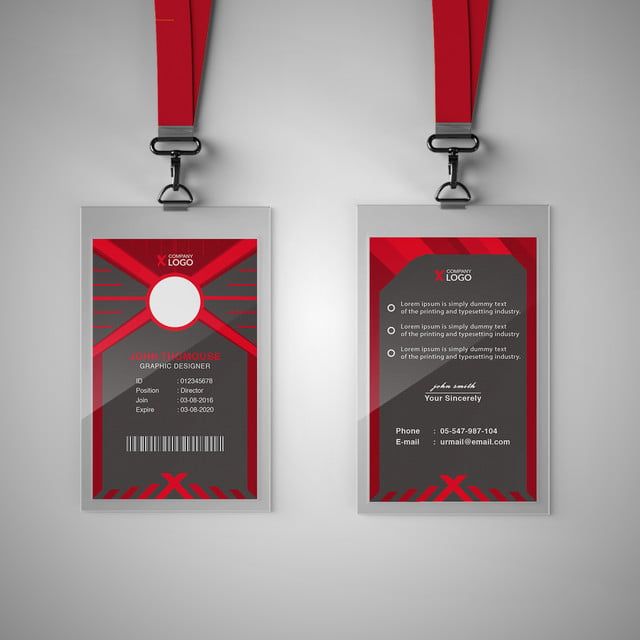 COMPANY
LOGO
JOHN THOMOUSE
GRAPHIC DESIGNER
ID : 012345678
Position : Director
Join : 03-08-2016
Expire : 03-08-2020
COMPANY
LOGO
Lorem ipsum is simply dummy text
of the printing and typesetting industry.
Lorem ipsum is simply dummy text
of the printing and typesetting industry
Lorem ipsum is simply dummy text
of the printing and typesetting industry.
john smith
Your Sincerely
Phone : 05-547-987-104
E-mail : urmail@email.com